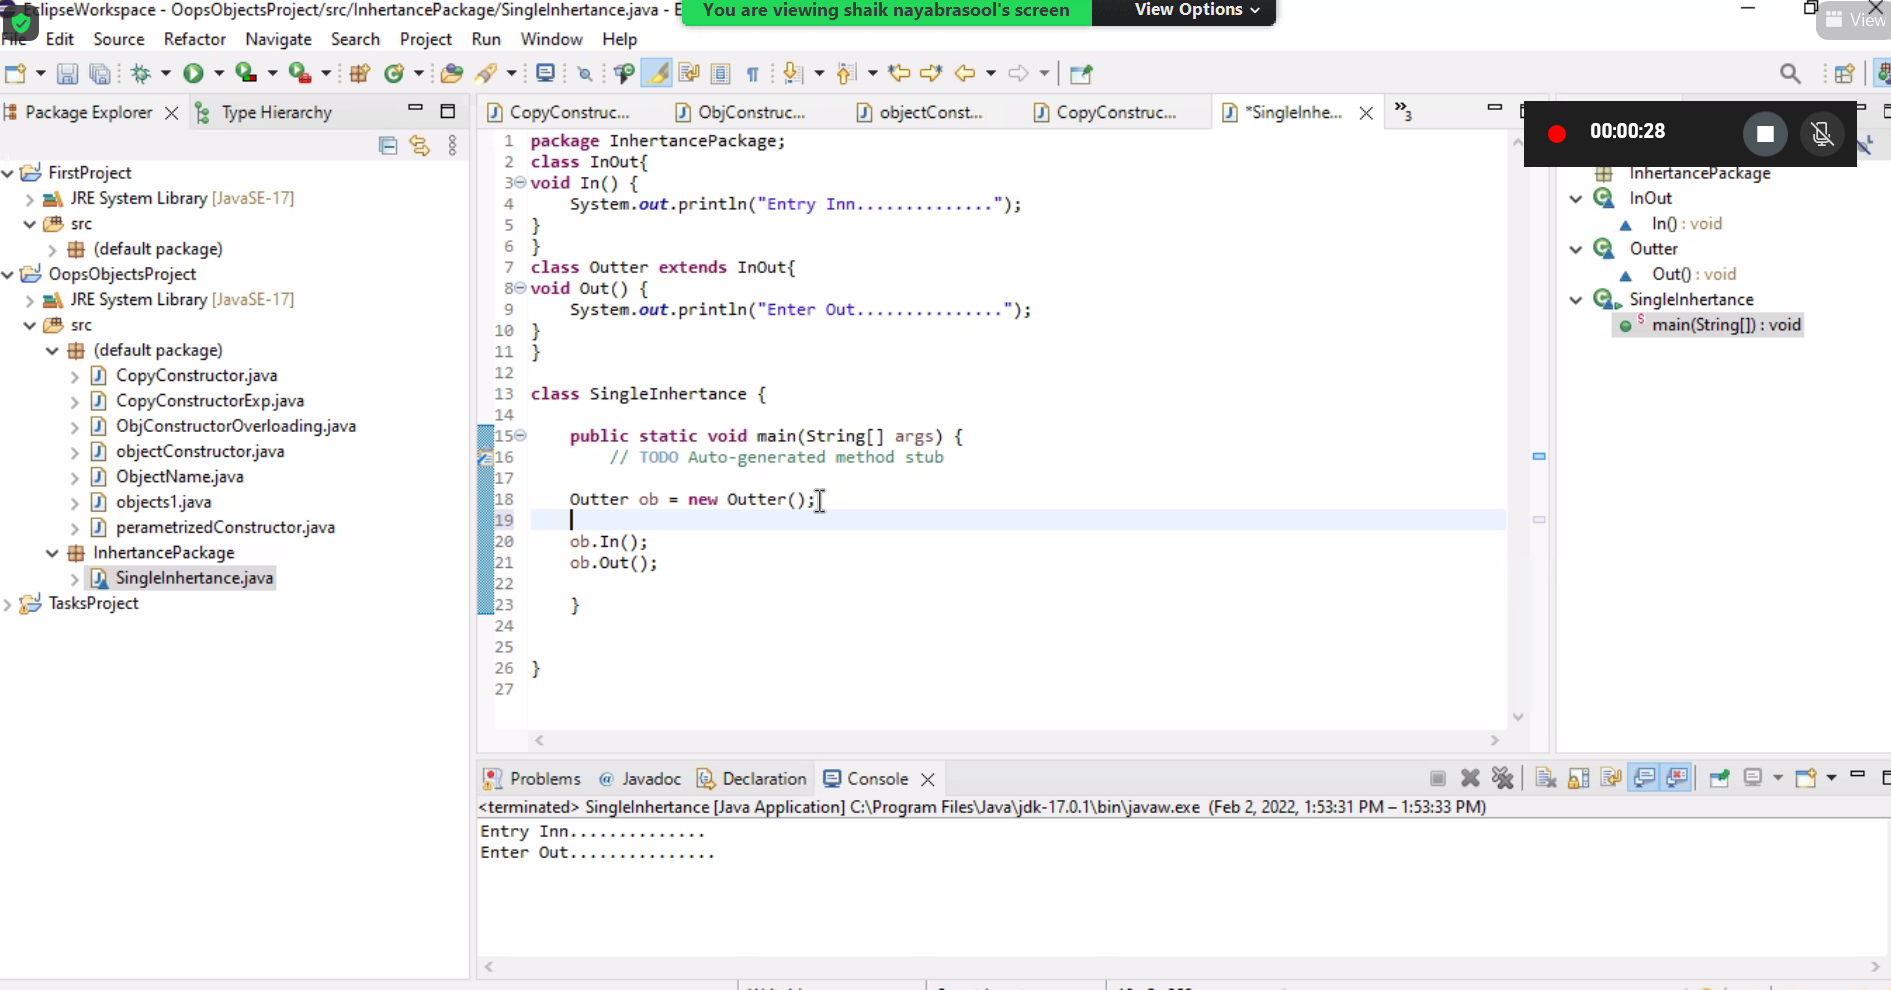 EclipseWorkspace - OopsObjectsProject/src/InhertancePackage/SingleInhertance.java - E
You are viewing shaik nayabrasool's screen
View Options
View
File Edit Source Refactor Navigate Search Project Run Window Help
Package Explorer
Type Hierarchy
CopyConstruc...
ObjConstruc...
objectConst...
CopyConstruc...
*SingleInhe...
»3
00:00:28
FirstProject
JRE System Library [JavaSE-17]
src
(default package)
OopsObjectsProject
JRE System Library [JavaSE-17]
src
(default package)
CopyConstructor.java
CopyConstructorExp.java
ObjConstructorOverloading.java
objectConstructor.java
ObjectName.java
objects1.java
perametrizedConstructor.java
InhertancePackage
SingleInhertance.java
TasksProject
1 package InhertancePackage;
2 class InOut{
3 void In() {
4 System.out.println("Entry Inn..............");
5 }
6 }
7 class Outter extends InOut{
8 void Out() {
9 System.out.println("Enter Out...............");
10 }
11 }
12
13 class SingleInhertance {
14
15 public static void main(String[] args) {
16 // TODO Auto-generated method stub
17
18 Outter ob = new Outter();
19
20 ob.In();
21 ob.Out();
22
23 }
24
25
26 }
27
InhertancePackage
InOut
In() : void
Outter
Out() : void
SingleInhertance
S main(String[]) : void
Problems
@ Javadoc
Declaration
Console
<terminated> SingleInhertance [Java Application] C:\Program Files\Java\jdk-17.0.1\bin\javaw.exe (Feb 2, 2022, 1:53:31 PM – 1:53:33 PM)
Entry Inn..............
Enter Out...............